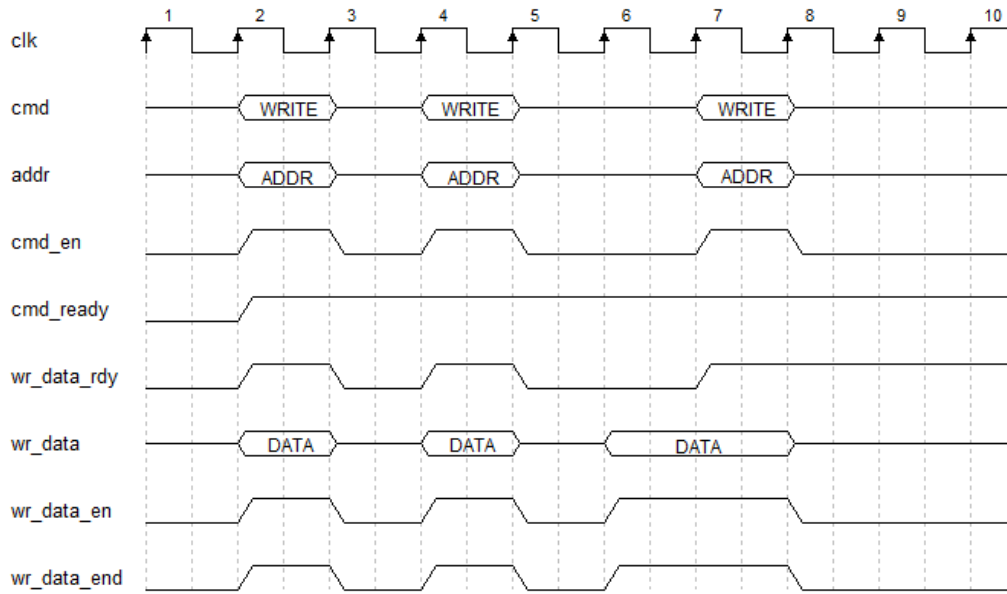 1 2 3 4 5 6 7 8 9 10
clk
cmd WRITE WRITE WRITE
addr ADDR ADDR ADDR
cmd_en
cmd_ready
wr_data_rdy
wr_data DATA DATA DATA
wr_data_en
wr_data_end